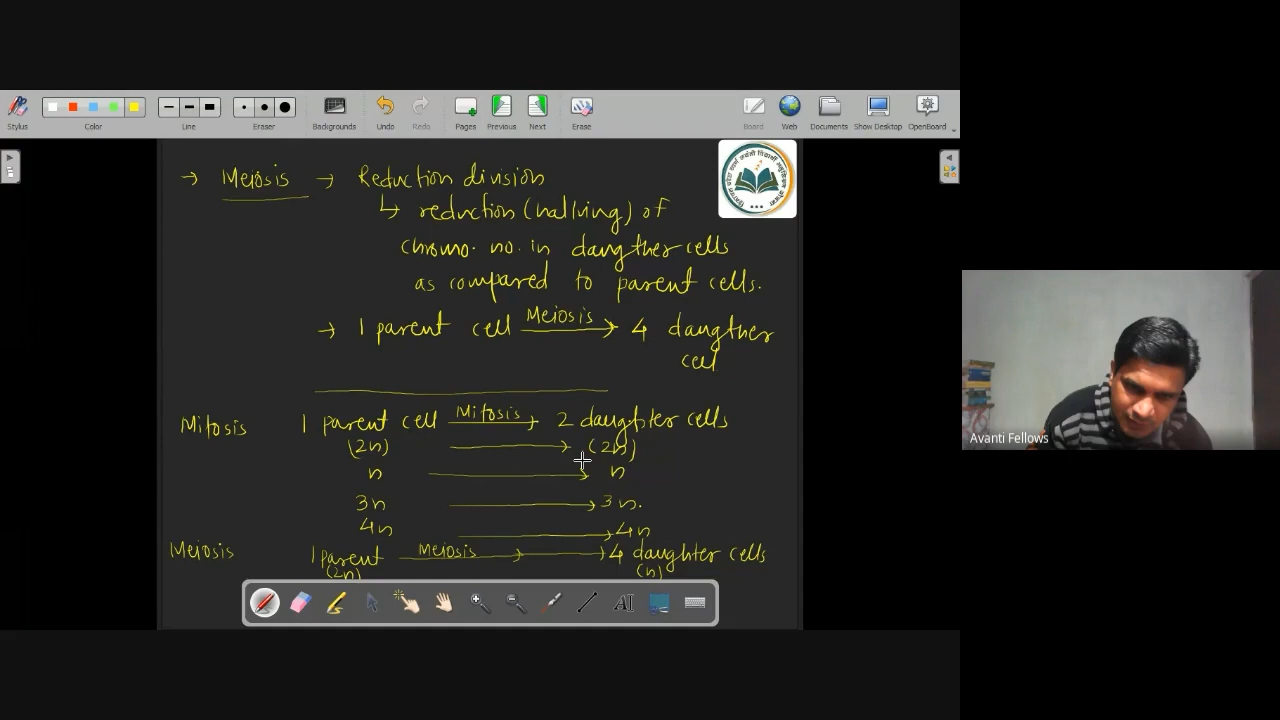 Stylus
Color
Line
Eraser
Backgrounds
Undo
Redo
Pages
Previous
Next
Erase
Board
Web
Documents
Show Desktop
OpenBoard
→ Meiosis → Reduction division
↳ reduction (halving) of
chromo. no. in daugther cells
as compared to parent cells.
→ 1 parent cell Meiosis → 4 daugther
cell
Mitosis 1 parent cell Mitosis → 2 daughter cells
(2n) → (2n)
n → n
3n → 3n.
4n → 4n
Meiosis 1 parent Meiosis → → 4 daughter cells
(2n) (n)
Avanti Fellows